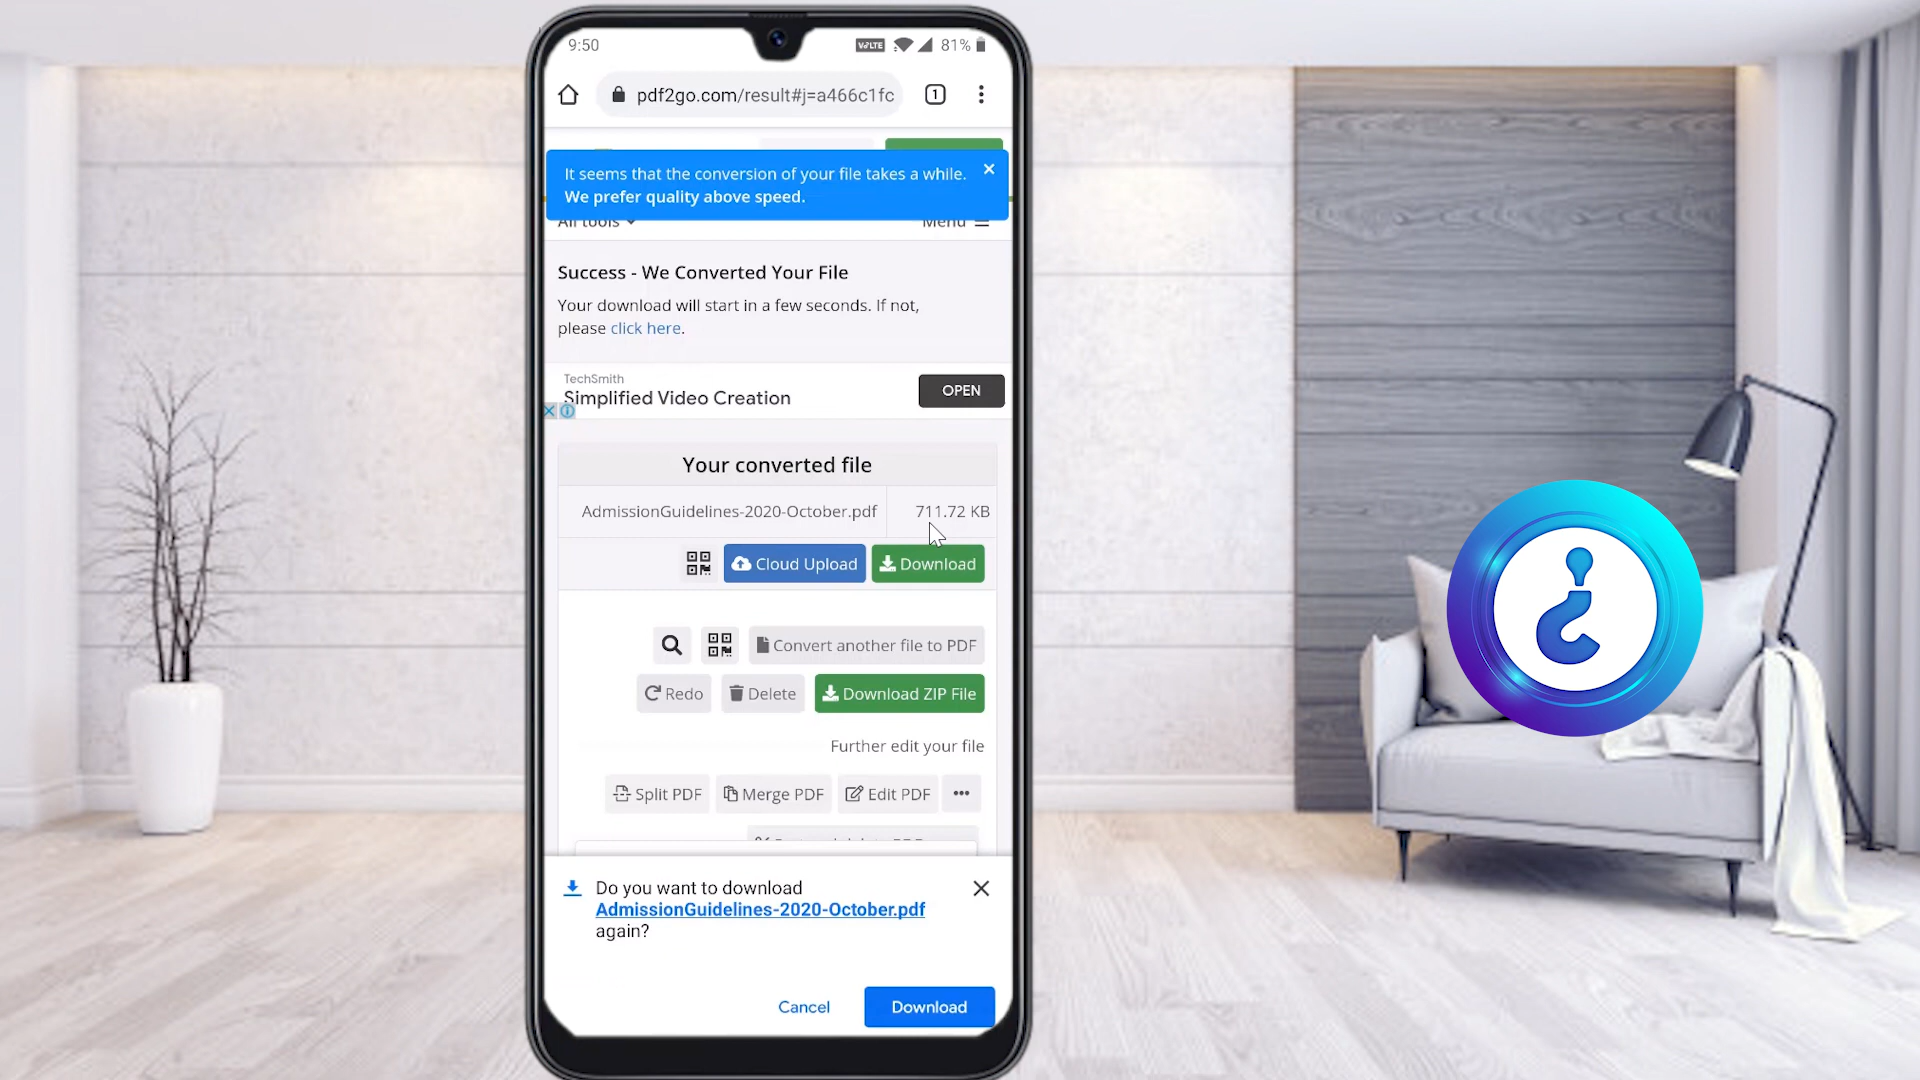 9:50
VoLTE 81%
pdf2go.com/result#j=a466c1fc
1
It seems that the conversion of your file takes a while.
We prefer quality above speed.
All tools
Menu
Success - We Converted Your File
Your download will start in a few seconds. If not,
please click here.
TechSmith
Simplified Video Creation
OPEN
Your converted file
AdmissionGuidelines-2020-October.pdf
711.72 KB
Cloud Upload
Download
Convert another file to PDF
Redo
Delete
Download ZIP File
Further edit your file
Split PDF
Merge PDF
Edit PDF
Do you want to download
AdmissionGuidelines-2020-October.pdf
again?
Cancel
Download